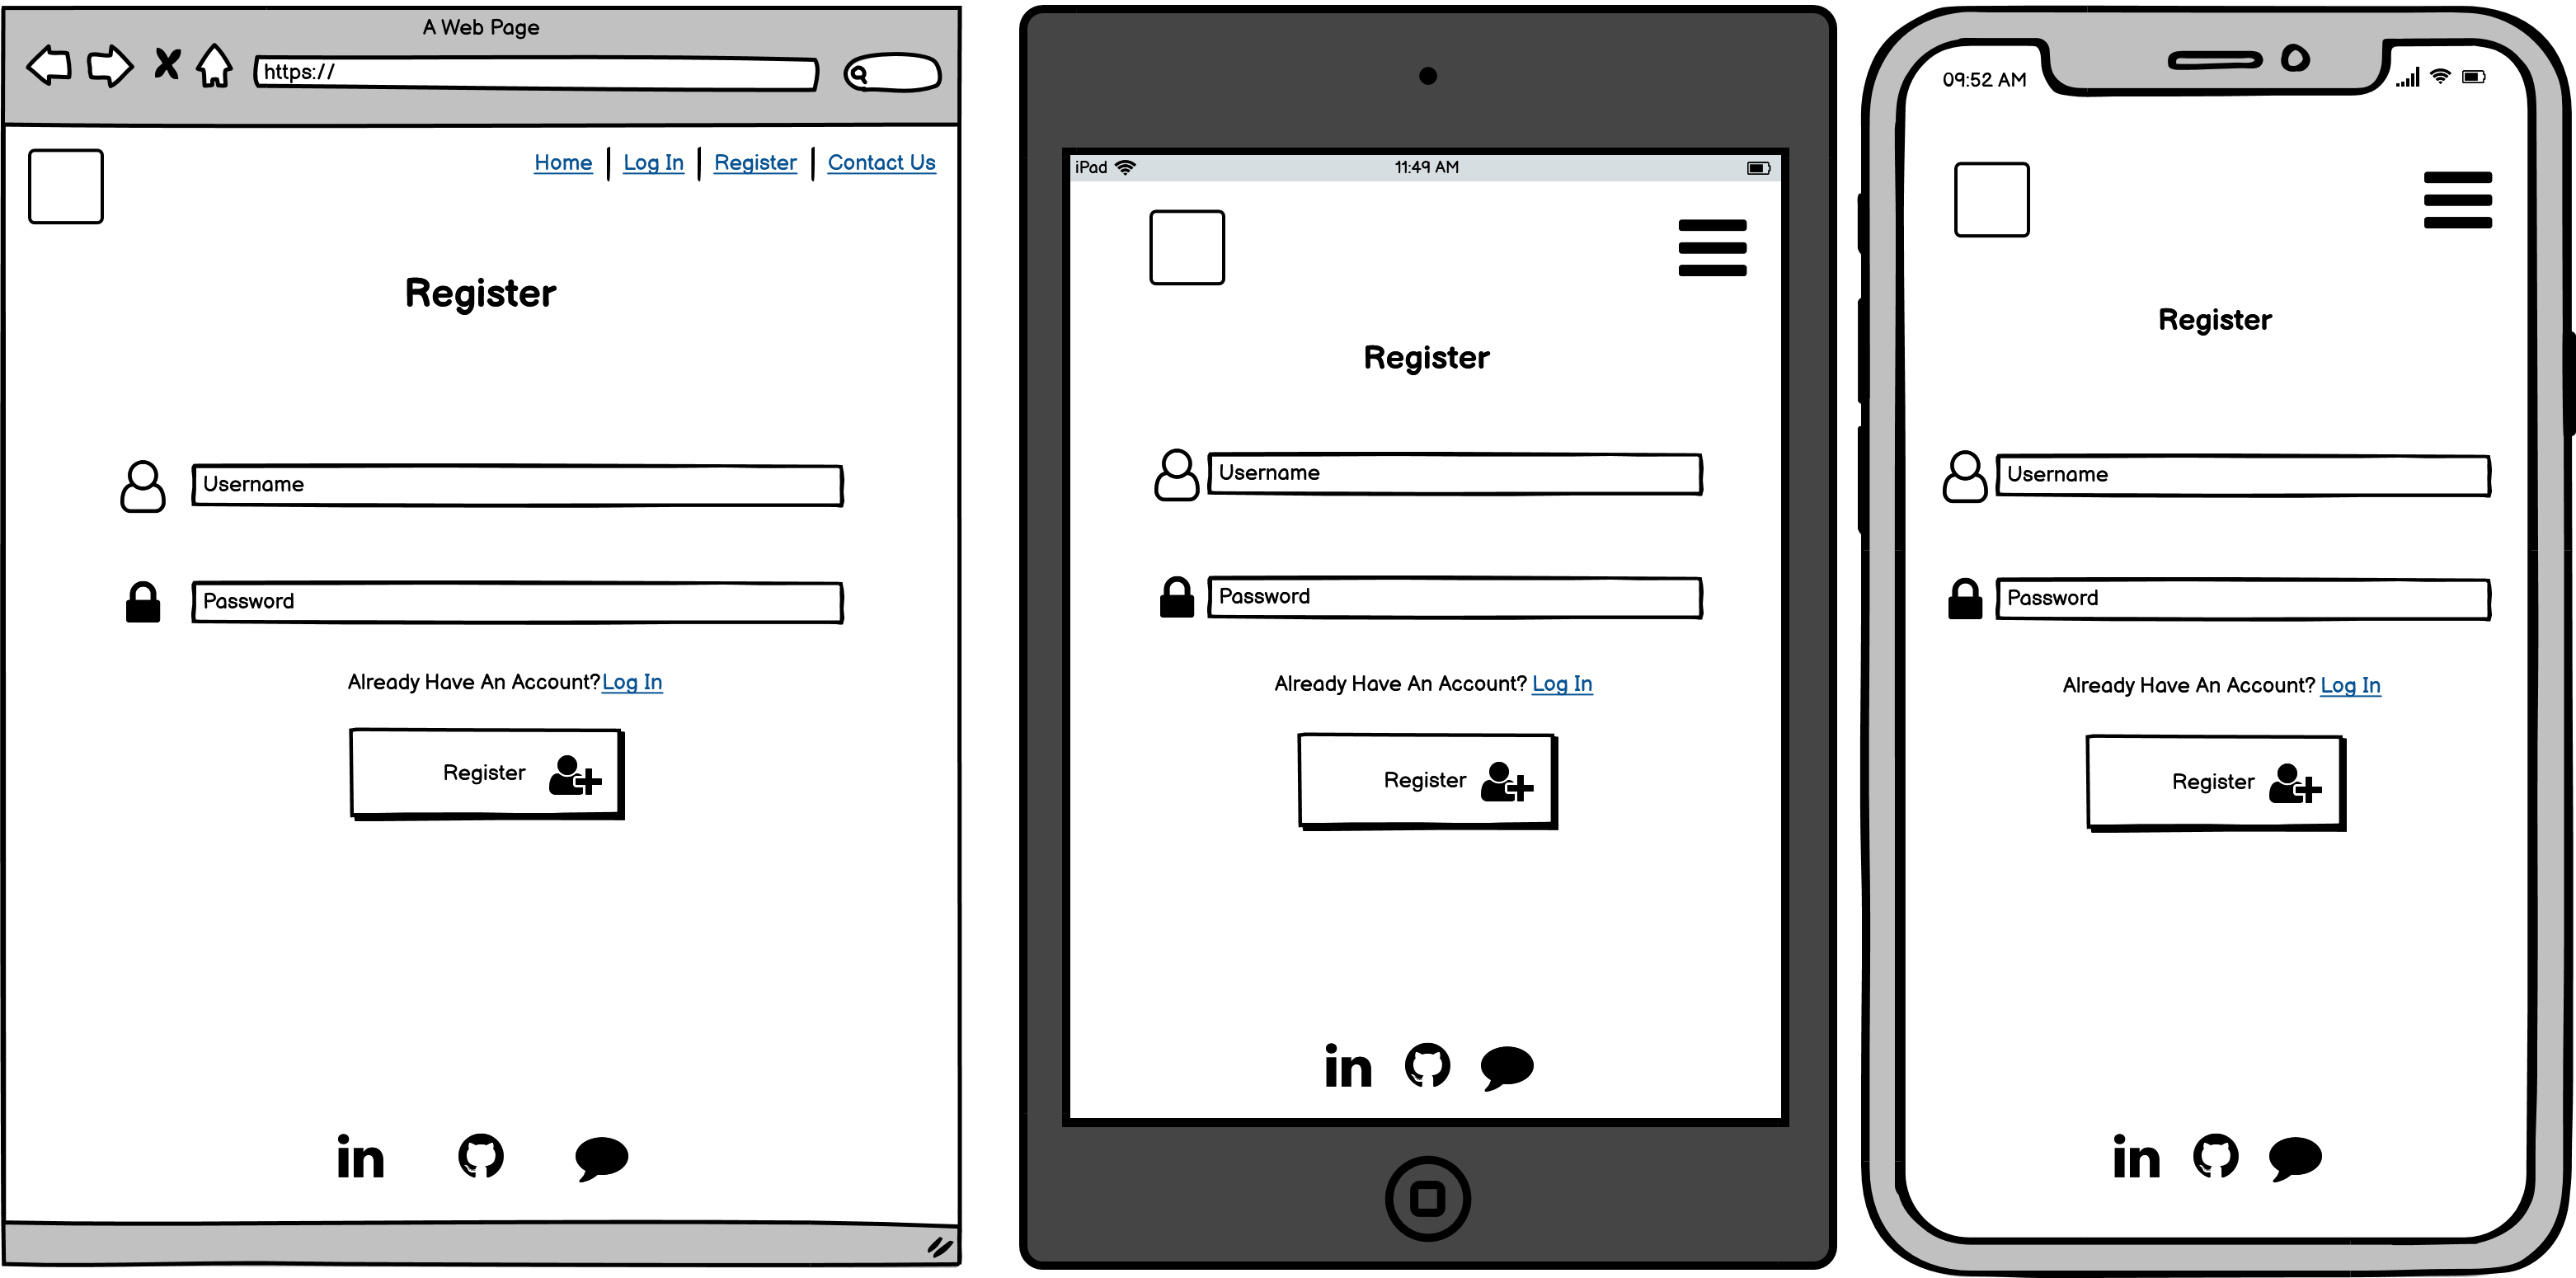 A Web Page
https://
Home | Log In | Register | Contact Us
Register
Username
Password
Already Have An Account? Log In
Register
in
iPad
11:49 AM
Register
Username
Password
Already Have An Account? Log In
Register
in
09:52 AM
Register
Username
Password
Already Have An Account? Log In
Register
in